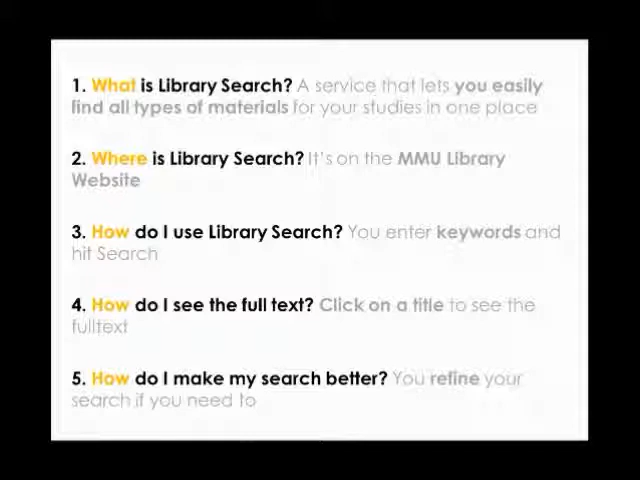 1. What is Library Search? A service that lets you easily
find all types of materials for your studies in one place
2. Where is Library Search? It's on the MMU Library
Website
3. How do I use Library Search? You enter keywords and
hit Search
4. How do I see the full text? Click on a title to see the
fulltext
5. How do I make my search better? You refine your
search if you need to